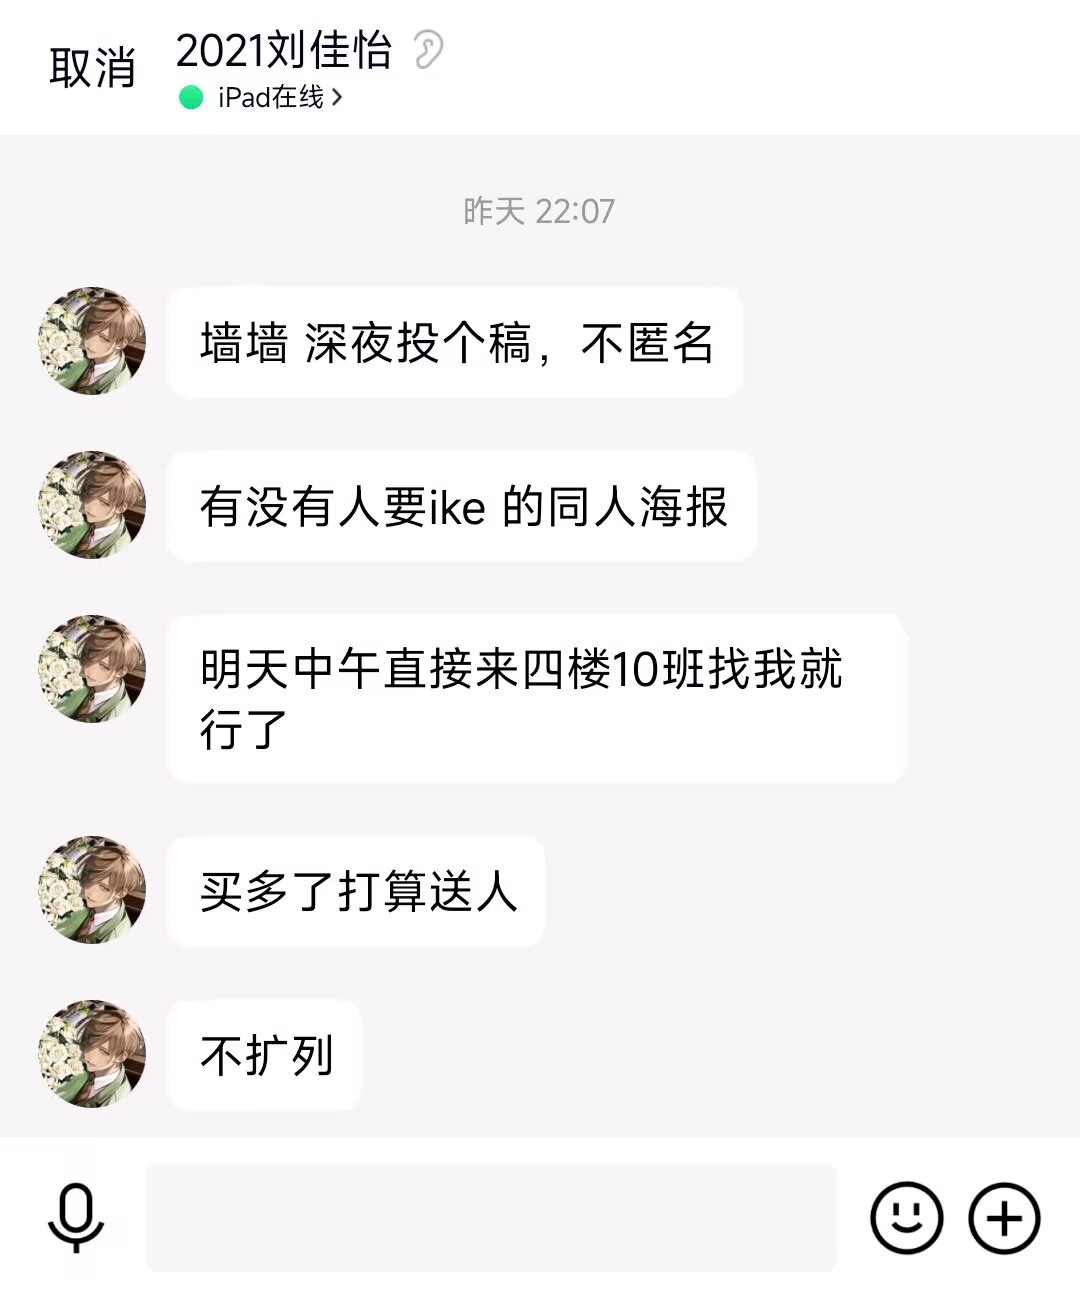 取消
2021刘佳怡
iPad在线
昨天 22:07
墙墙 深夜投个稿，不匿名
有没有人要ike 的同人海报
明天中午直接来四楼10班找我就
行了
买多了打算送人
不扩列